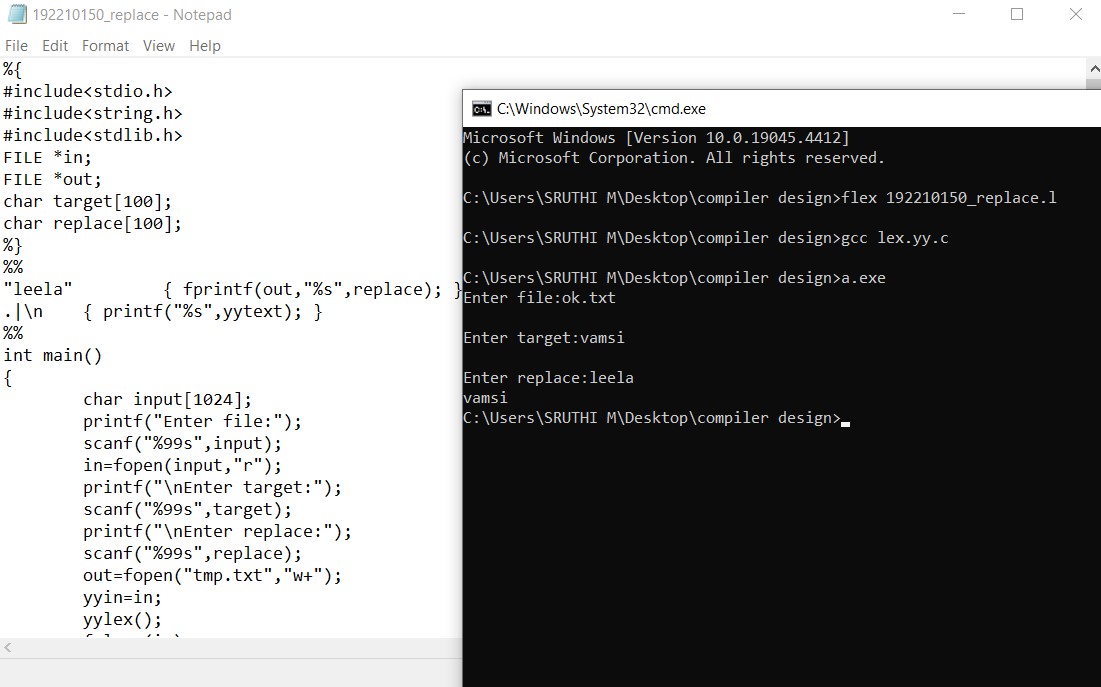 192210150_replace - Notepad
File Edit Format View Help
%{
#include<stdio.h>
#include<string.h>
#include<stdlib.h>
FILE *in;
FILE *out;
char target[100];
char replace[100];
%}
%%
"leela"         { fprintf(out,"%s",replace); }
.|\n    { printf("%s",yytext); }
%%
int main()
{
        char input[1024];
        printf("Enter file:");
        scanf("%99s",input);
        in=fopen(input,"r");
        printf("\nEnter target:");
        scanf("%99s",target);
        printf("\nEnter replace:");
        scanf("%99s",replace);
        out=fopen("tmp.txt","w+");
        yyin=in;
        yylex();
C:\Windows\System32\cmd.exe
Microsoft Windows [Version 10.0.19045.4412]
(c) Microsoft Corporation. All rights reserved.
C:\Users\SRUTHI M\Desktop\compiler design>flex 192210150_replace.l
C:\Users\SRUTHI M\Desktop\compiler design>gcc lex.yy.c
C:\Users\SRUTHI M\Desktop\compiler design>a.exe
Enter file:ok.txt
Enter target:vamsi
Enter replace:leela
vamsi
C:\Users\SRUTHI M\Desktop\compiler design>